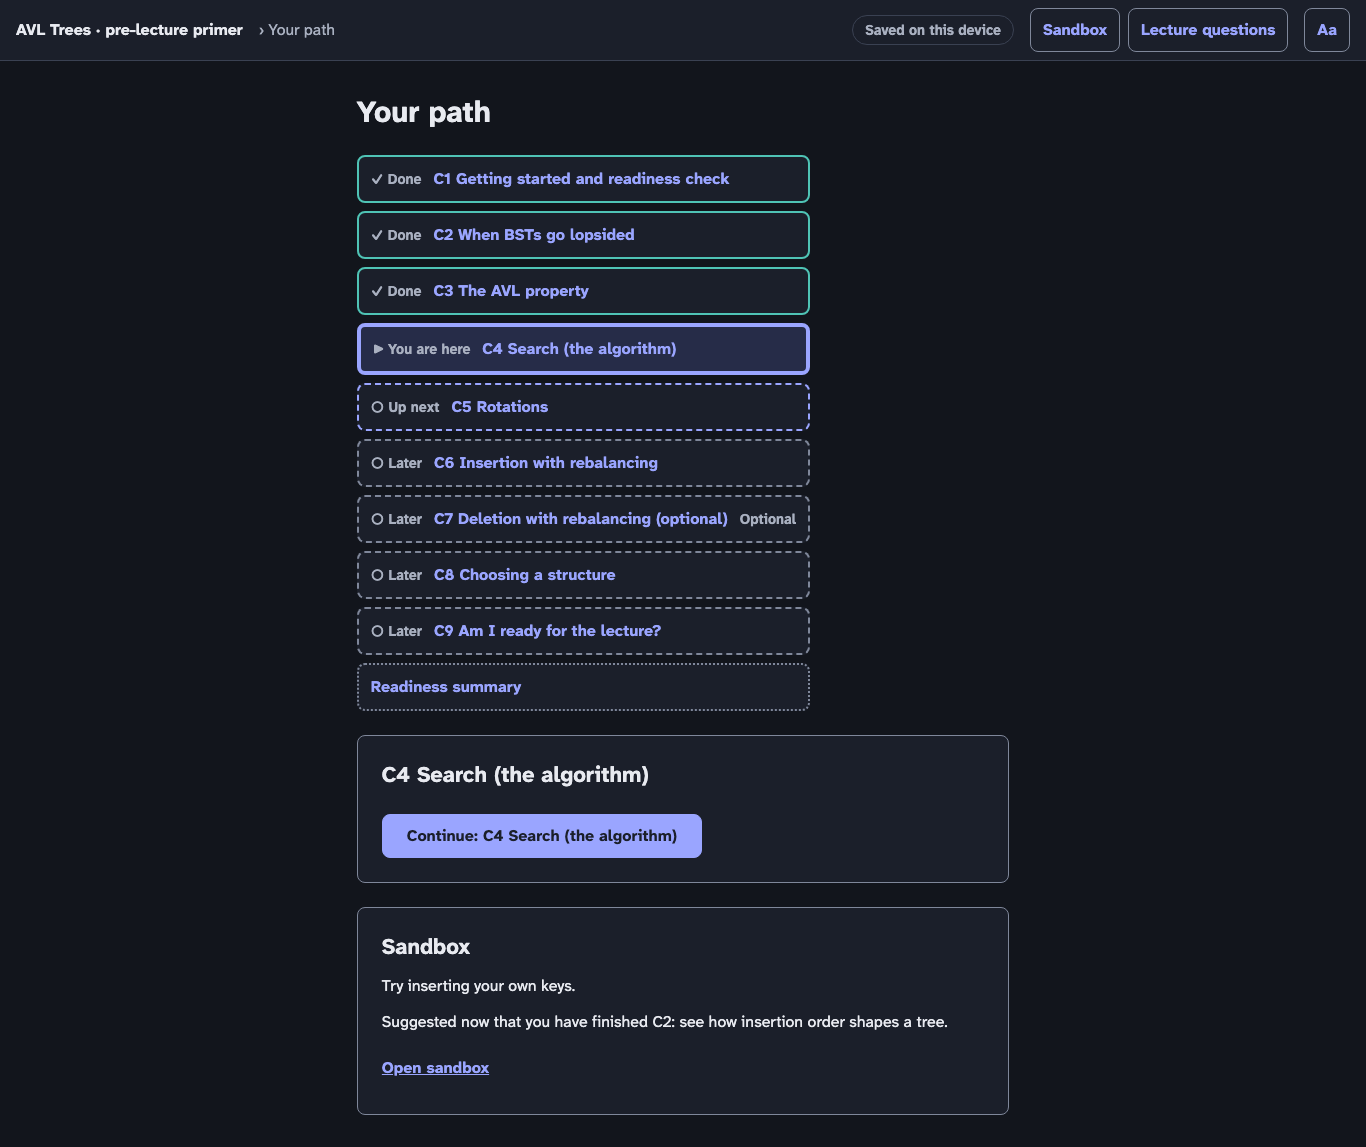 AVL Trees · pre-lecture primer › Your path Saved on this device Sandbox Lecture questions Aa
Your path
✓ Done C1 Getting started and readiness check
✓ Done C2 When BSTs go lopsided
✓ Done C3 The AVL property
▶ You are here C4 Search (the algorithm)
○ Up next C5 Rotations
○ Later C6 Insertion with rebalancing
○ Later C7 Deletion with rebalancing (optional) Optional
○ Later C8 Choosing a structure
○ Later C9 Am I ready for the lecture?
Readiness summary
C4 Search (the algorithm)
Continue: C4 Search (the algorithm)
Sandbox
Try inserting your own keys.
Suggested now that you have finished C2: see how insertion order shapes a tree.
Open sandbox